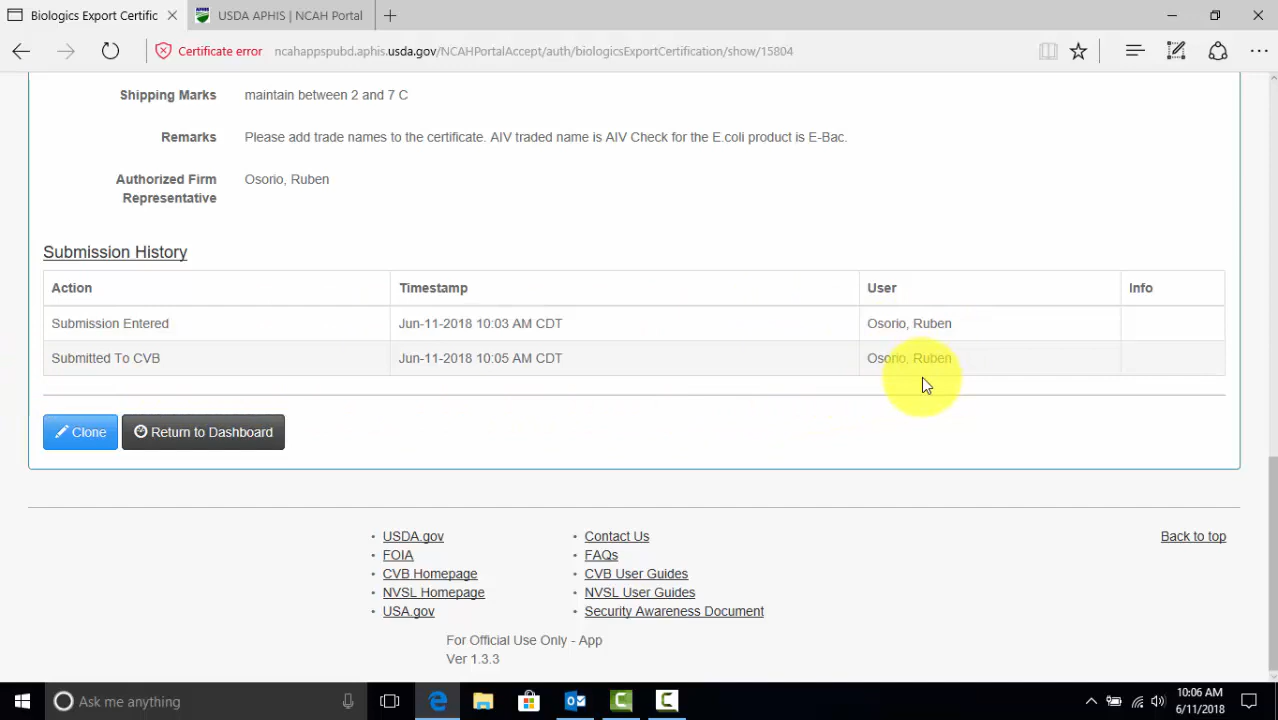 Biologics Export Certific
USDA APHIS | NCAH Portal
Certificate error
ncahappspubd.aphis.usda.gov/NCAHPortalAccept/auth/biologicsExportCertification/show/15804
Shipping Marks maintain between 2 and 7 C
Remarks Please add trade names to the certificate. AIV traded name is AIV Check for the E.coli product is E-Bac.
Authorized Firm Osorio, Ruben
Representative
Submission History
Action Timestamp User Info
Submission Entered Jun-11-2018 10:03 AM CDT Osorio, Ruben
Submitted To CVB Jun-11-2018 10:05 AM CDT Osorio, Ruben
Clone Return to Dashboard
• USDA.gov • Contact Us Back to top
• FOIA • FAQs
• CVB Homepage • CVB User Guides
• NVSL Homepage • NVSL User Guides
• USA.gov • Security Awareness Document
For Official Use Only - App
Ver 1.3.3
Ask me anything
10:06 AM
6/11/2018